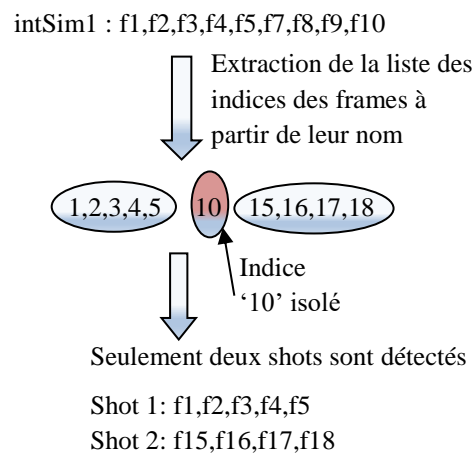 intSim1 : f1,f2,f3,f4,f5,f7,f8,f9,f10
Extraction de la liste des
indices des frames à
partir de leur nom
1,2,3,4,5 10 15,16,17,18
Indice
‘10’ isolé
Seulement deux shots sont détectés
Shot 1: f1,f2,f3,f4,f5
Shot 2: f15,f16,f17,f18